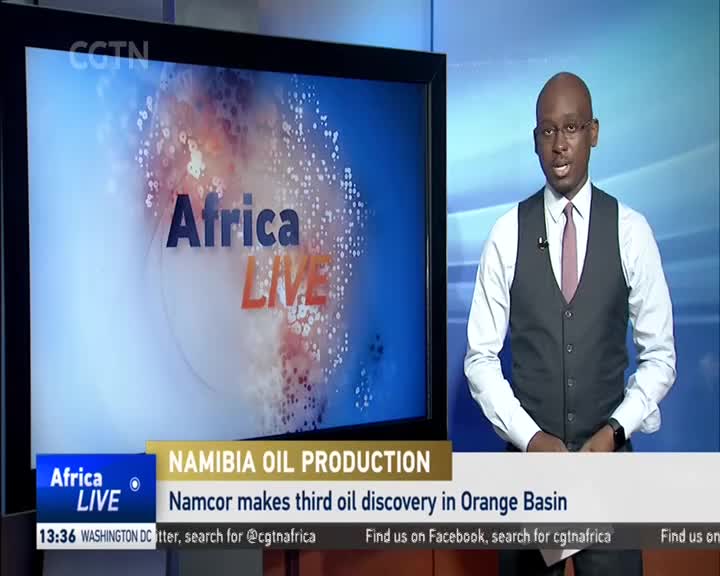 CGTN
Africa
LIVE
NAMIBIA OIL PRODUCTION
Africa
LIVE
Namcor makes third oil discovery in Orange Basin
13:36 WASHINGTON DC itter, search for @cgtnafrica Find us on Facebook, search for cgtnafrica Find us on